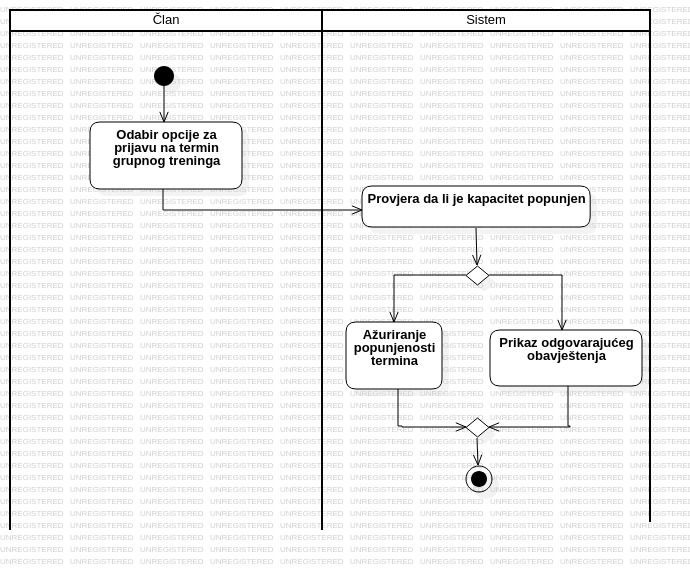 Član
Sistem
Odabir opcije za
prijavu na termin
grupnog treninga
Provjera da li je kapacitet popunjen
Ažuriranje
popunjenosti
termina
Prikaz odgovarajućeg
obavještenja
UNREGISTERED